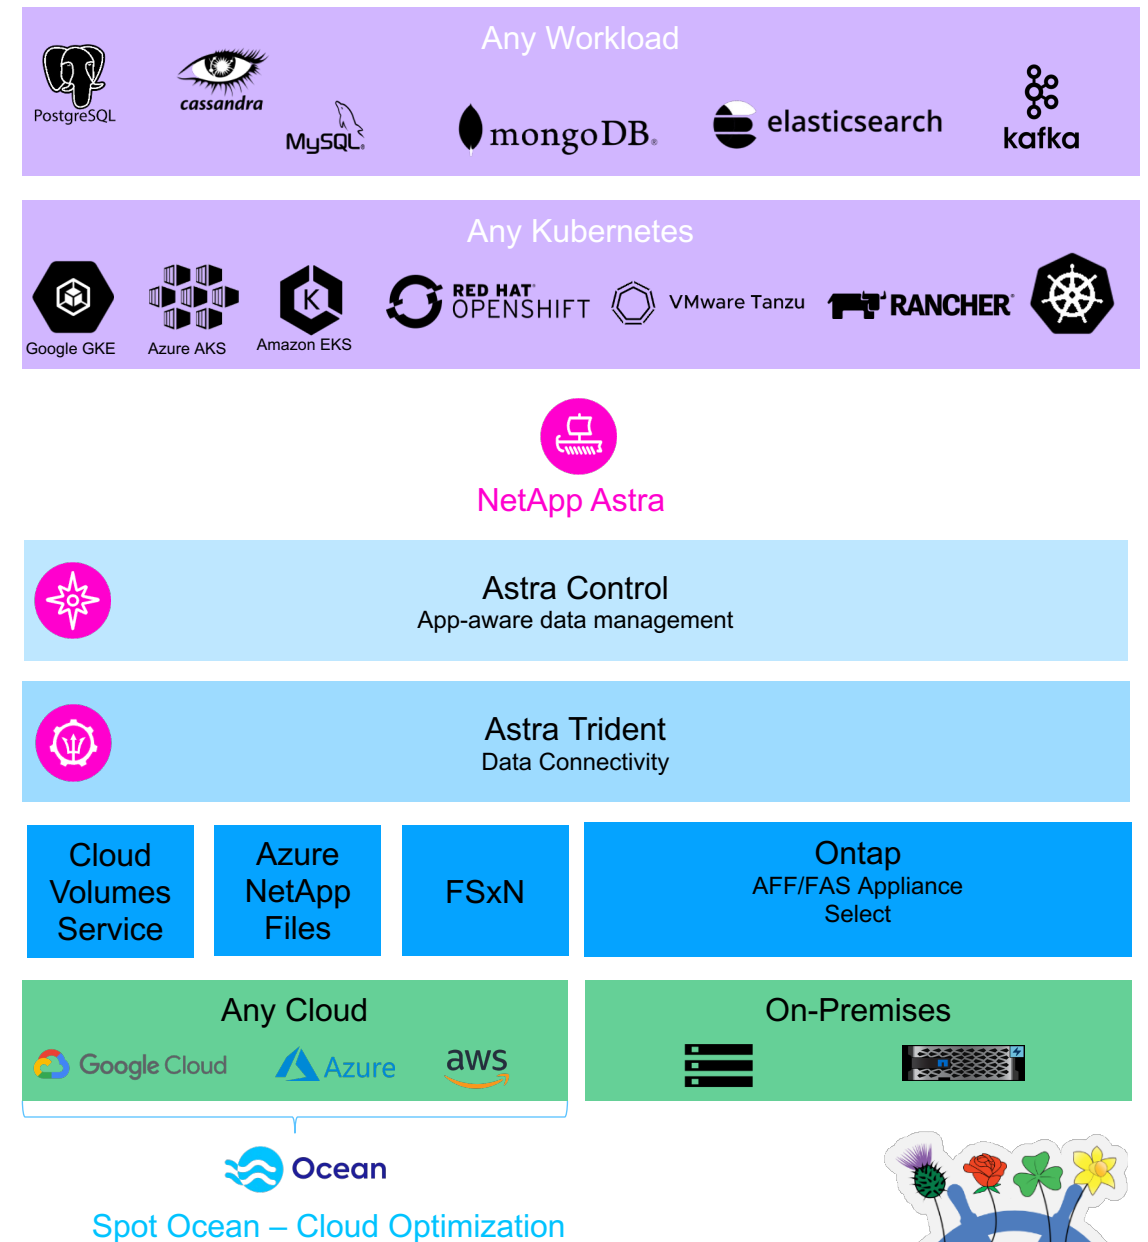 Any Workload
PostgreSQL
cassandra
MySQL.
mongoDB.
elasticsearch
kafka
Any Kubernetes
Google GKE
Azure AKS
K
Amazon EKS
RED HAT
OPENSHIFT
VMware Tanzu
RANCHER
NetApp Astra
Astra Control
App-aware data management
Astra Trident
Data Connectivity
Cloud
Volumes
Service
Azure
NetApp
Files
FSxN
Ontap
AFF/FAS Appliance
Select
Any Cloud
Google Cloud
Azure
aws
On-Premises
Ocean
Spot Ocean – Cloud Optimization